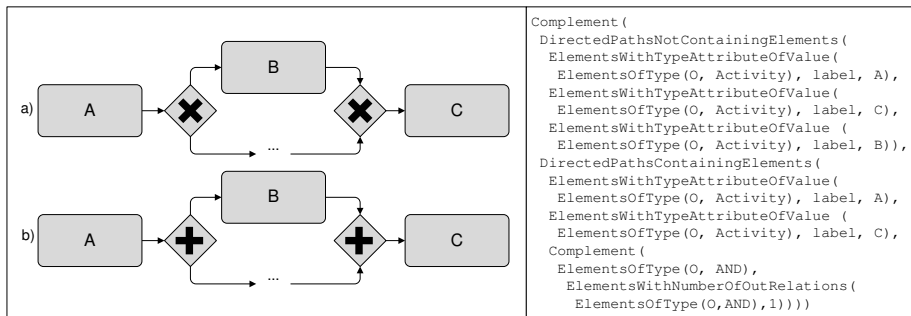 a)
A
B
...
C
b)
A
B
...
C
Complement(
DirectedPathsNotContainingElements(
ElementsWithTypeAttributeOfValue(
ElementsOfType(O, Activity), label, A),
ElementsWithTypeAttributeOfValue(
ElementsOfType(O, Activity), label, C),
ElementsWithTypeAttributeOfValue (
ElementsOfType(O, Activity), label, B)),
DirectedPathsContainingElements(
ElementsWithTypeAttributeOfValue(
ElementsOfType(O, Activity), label, A),
ElementsWithTypeAttributeOfValue (
ElementsOfType(O, Activity), label, C),
Complement(
ElementsOfType(O, AND),
ElementsWithNumberOfOutRelations(
ElementsOfType(O,AND),1))))